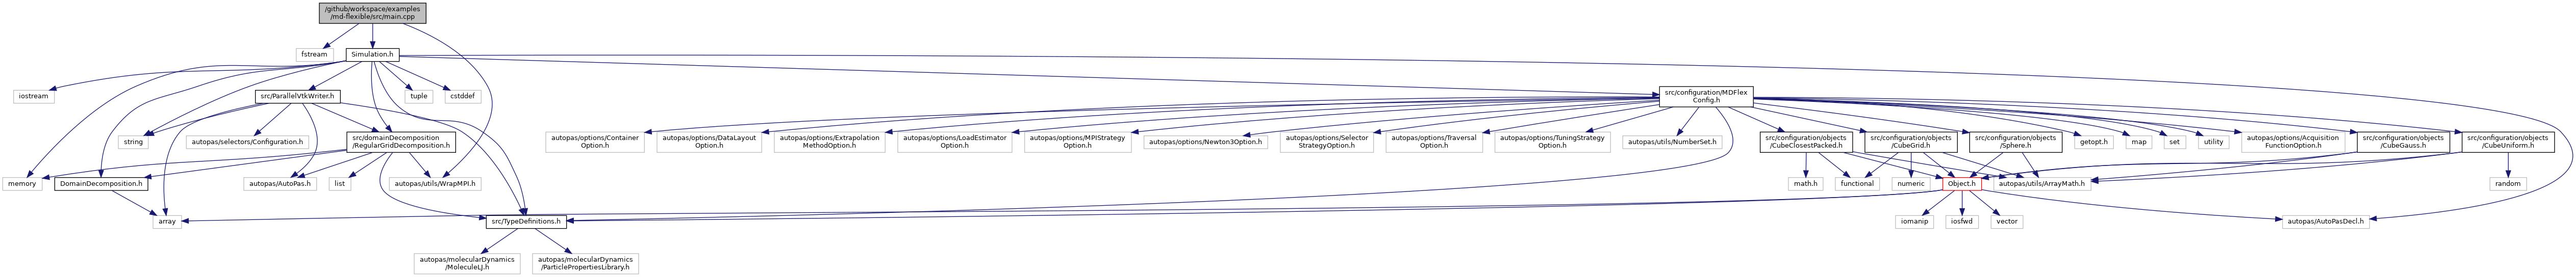 /github/workspace/examples
/md-flexible/src/main.cpp
fstream
Simulation.h
iostream
src/ParallelVtkWriter.h
tuple
cstddef
src/configuration/MDFlex
Config.h
string
autopas/selectors/Configuration.h
src/domainDecomposition
/RegularGridDecomposition.h
autopas/options/Container
Option.h
autopas/options/DataLayout
Option.h
autopas/options/Extrapolation
MethodOption.h
autopas/options/LoadEstimator
Option.h
autopas/options/MPIStrategy
Option.h
autopas/options/Newton3Option.h
autopas/options/Selector
StrategyOption.h
autopas/options/Traversal
Option.h
autopas/options/TuningStrategy
Option.h
autopas/utils/NumberSet.h
src/configuration/objects
/CubeClosestPacked.h
src/configuration/objects
/CubeGrid.h
src/configuration/objects
/Sphere.h
getopt.h
map
set
utility
autopas/options/Acquisition
FunctionOption.h
src/configuration/objects
/CubeGauss.h
src/configuration/objects
/CubeUniform.h
memory
DomainDecomposition.h
autopas/AutoPas.h
list
autopas/utils/WrapMPI.h
math.h
functional
numeric
Object.h
autopas/utils/ArrayMath.h
random
array
src/TypeDefinitions.h
iomanip
iosfwd
vector
autopas/AutoPasDecl.h
autopas/molecularDynamics
/MoleculeLJ.h
autopas/molecularDynamics
/ParticlePropertiesLibrary.h